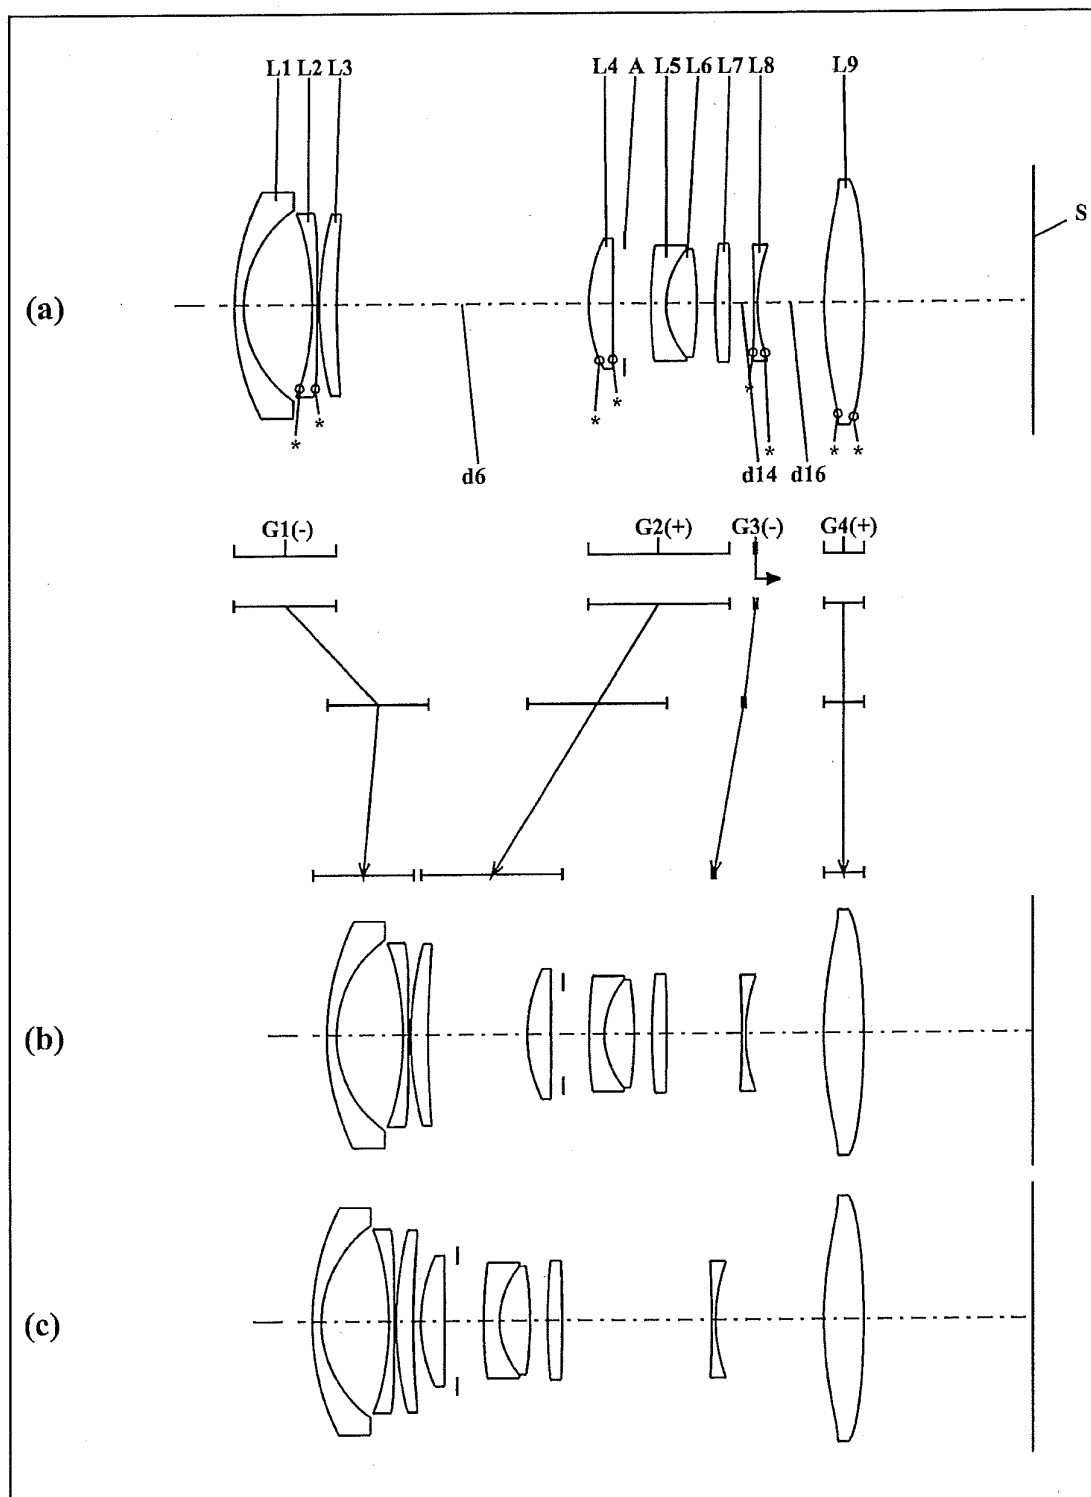 L1 L2 L3 L4 A L5 L6 L7 L8 L9
S
(a)
* * * * * * * *
d6 d14 d16
G1(-) G2(+) G3(-) G4(+)
(b)
(c)